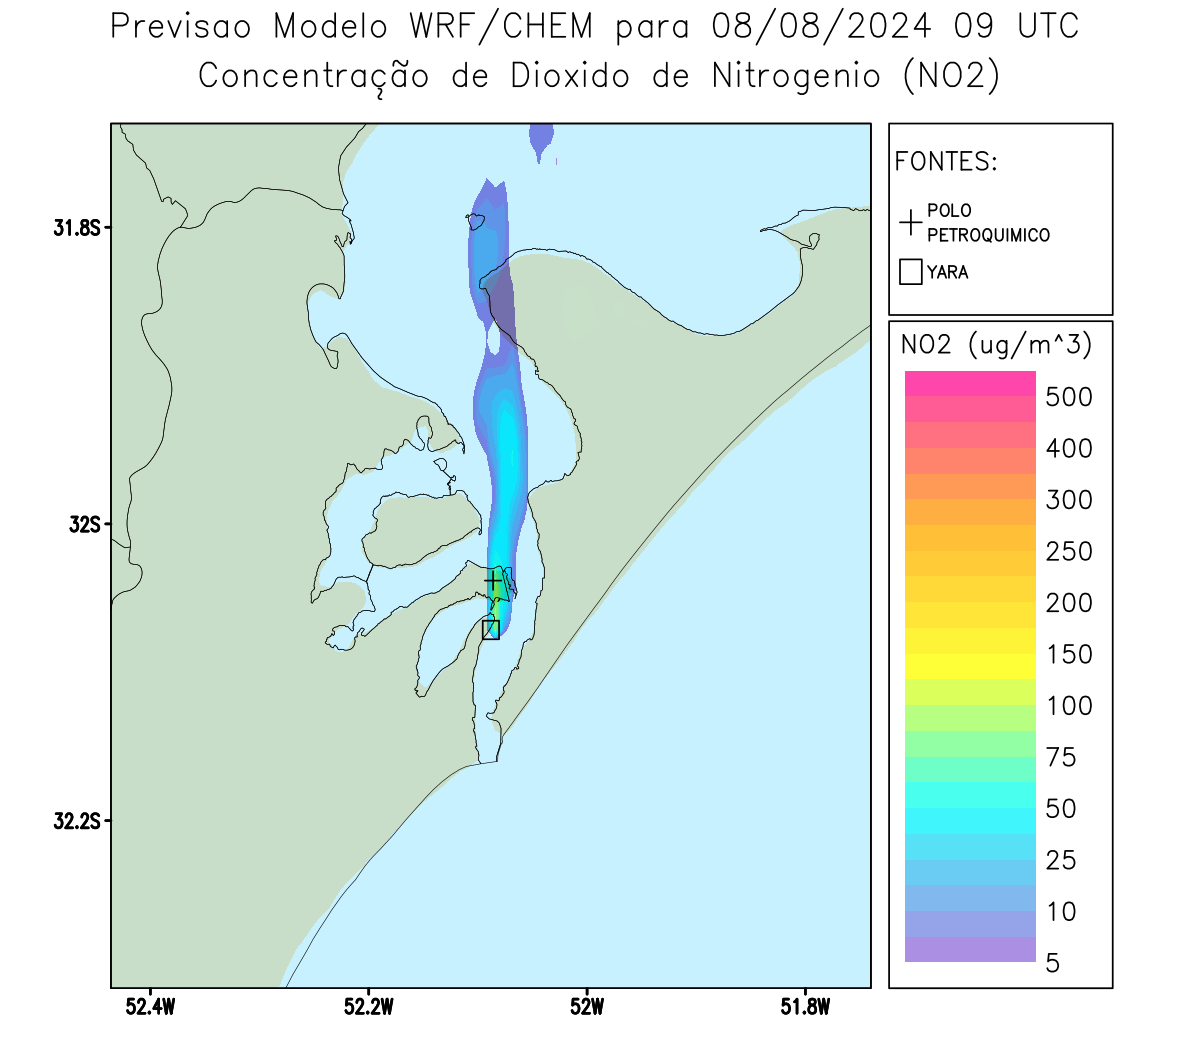 Previsao Modelo WRF/CHEM para 08/08/2024 09 UTC
Concentração de Dioxido de Nitrogenio (NO2)
FONTES:
POLO
PETROQUIMICO
YARA
NO2 (ug/m^3)
500
400
300
250
200
150
100
75
50
25
10
5
31.8S
32S
32.2S
52.4W
52.2W
52W
51.8W